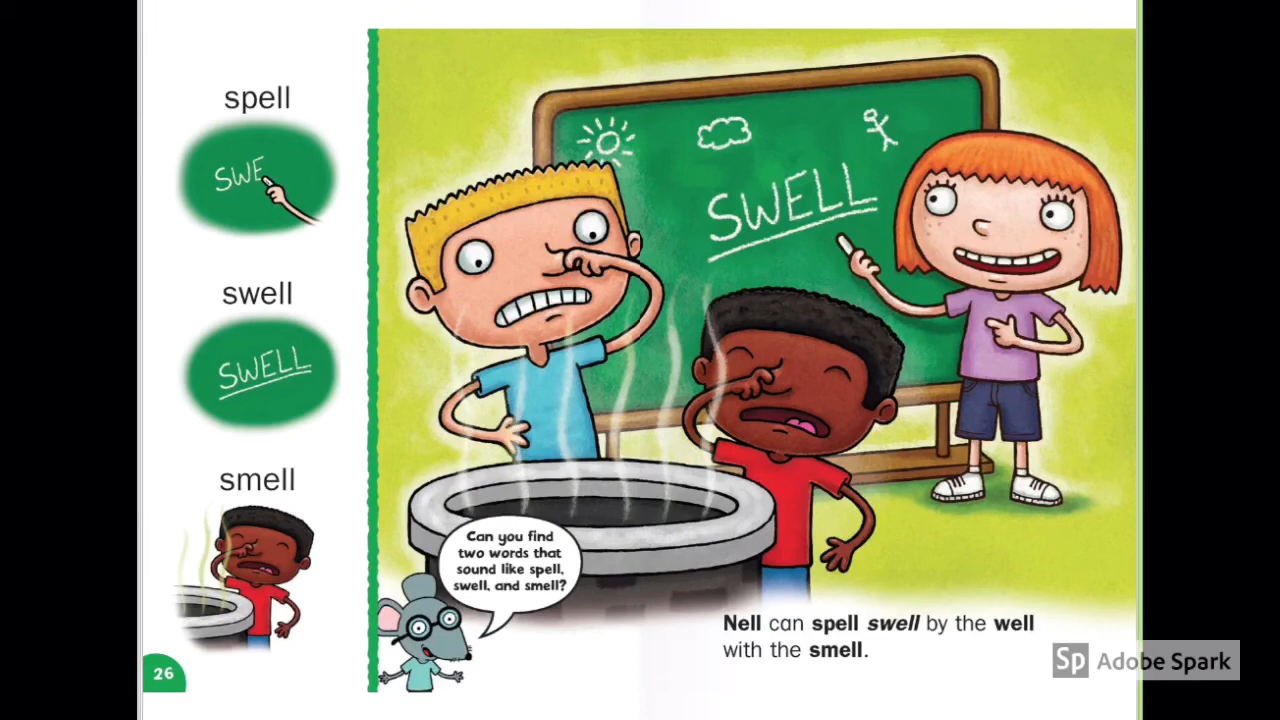 spell
SWE
swell
SWELL
smell
26
SWELL
Can you find
two words that
sound like spell,
swell, and smell?
Nell can spell swell by the well
with the smell.
Sp Adobe Spark